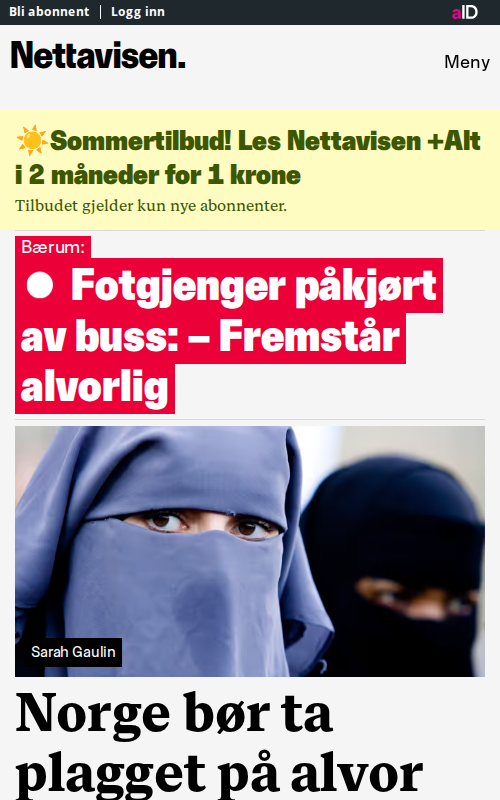 Bli abonnent | Logg inn
aID
Nettavisen.
Meny
☀️Sommertilbud! Les Nettavisen +Alt
i 2 måneder for 1 krone
Tilbudet gjelder kun nye abonnenter.
Bærum:
Fotgjenger påkjørt
av buss: – Fremstår
alvorlig
Sarah Gaulin
Norge bør ta
plagget på alvor